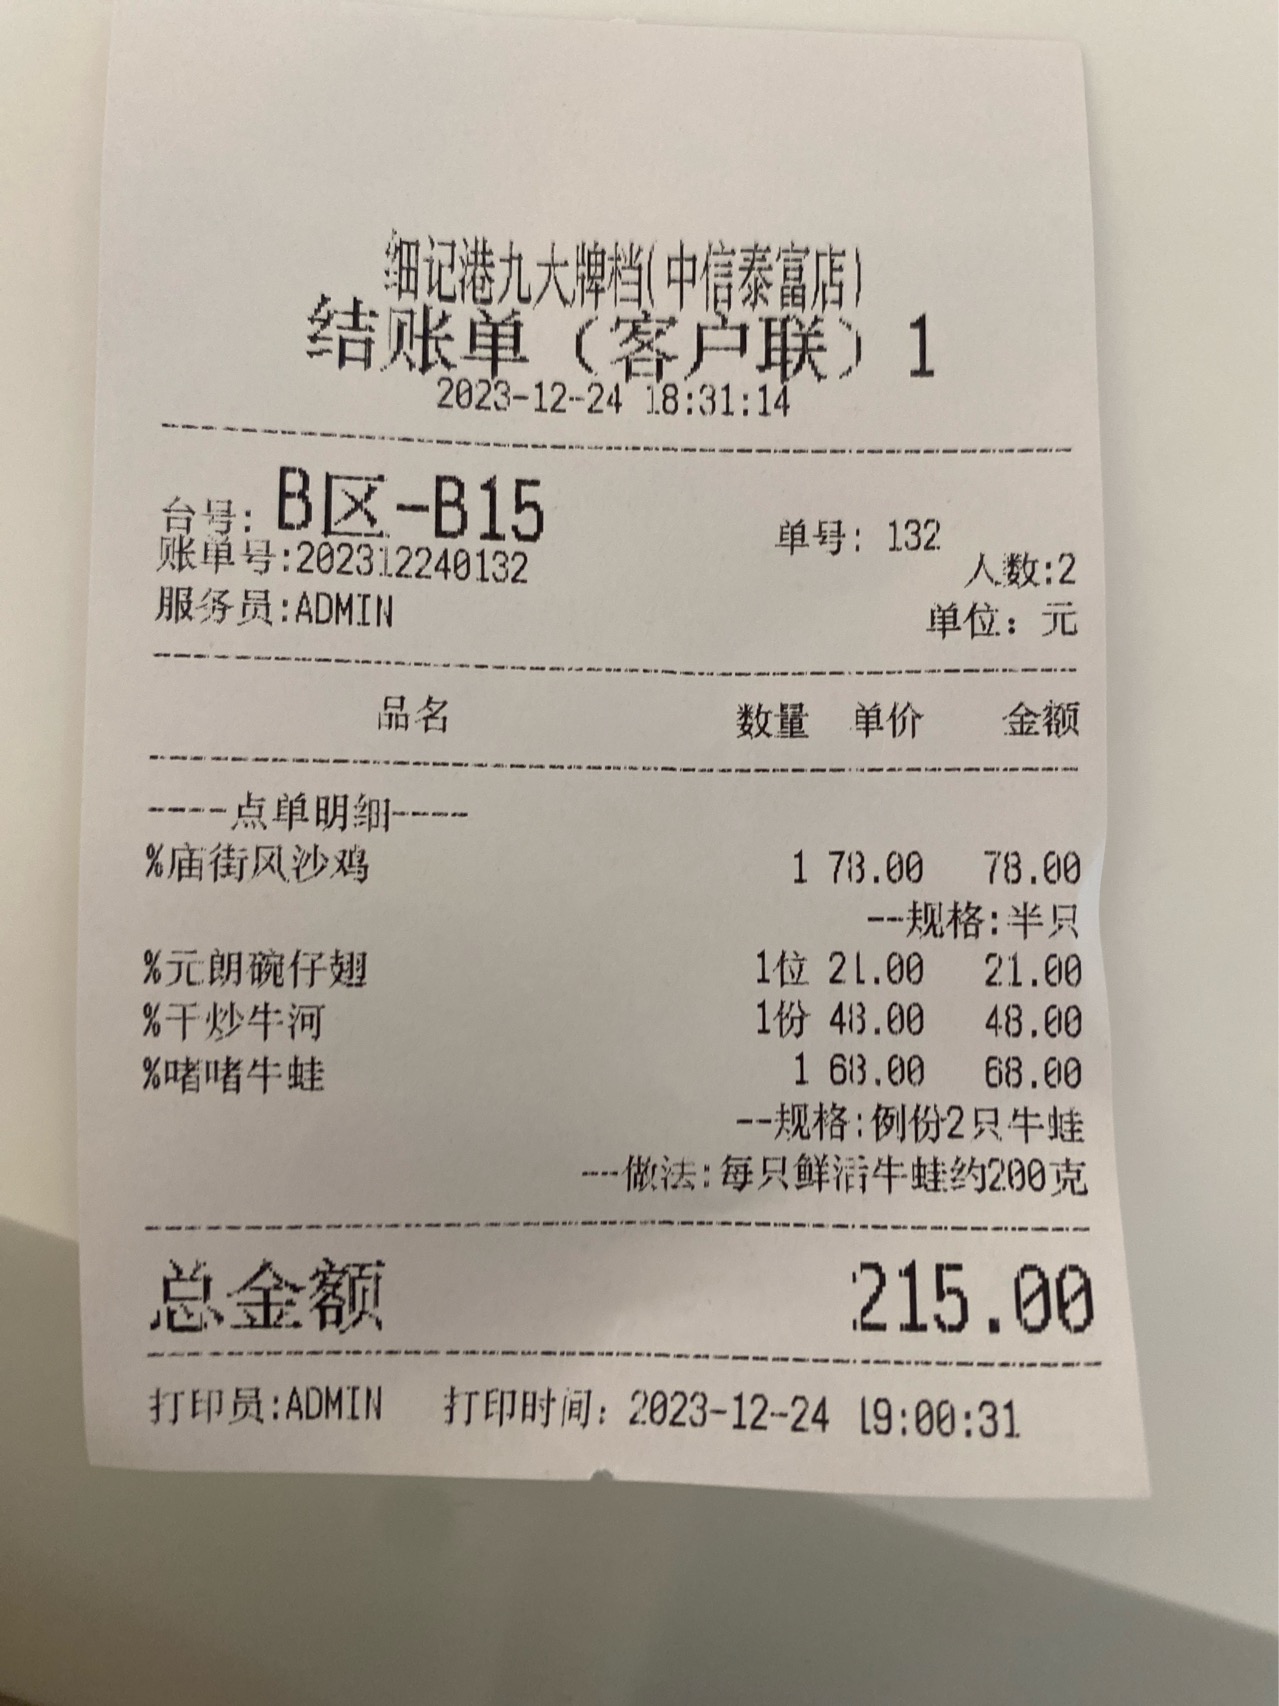 细记港九大牌档(中信泰富店)
结账单（客户联）1
2023-12-24 18:31:14
台号: B区-B15 单号: 132
账单号:202312240132 人数:2
服务员:ADMIN 单位: 元
品名 数量 单价 金额
----点单明细----
%庙街风沙鸡 1 78.00 78.00
--规格:半只
%元朗碗仔翅 1位 21.00 21.00
%干炒牛河 1份 48.00 48.00
%啫啫牛蛙 1 68.00 68.00
--规格:例份2只牛蛙
---做法:每只鲜活牛蛙约200克
总金额 215.00
打印员:ADMIN 打印时间: 2023-12-24 19:00:31